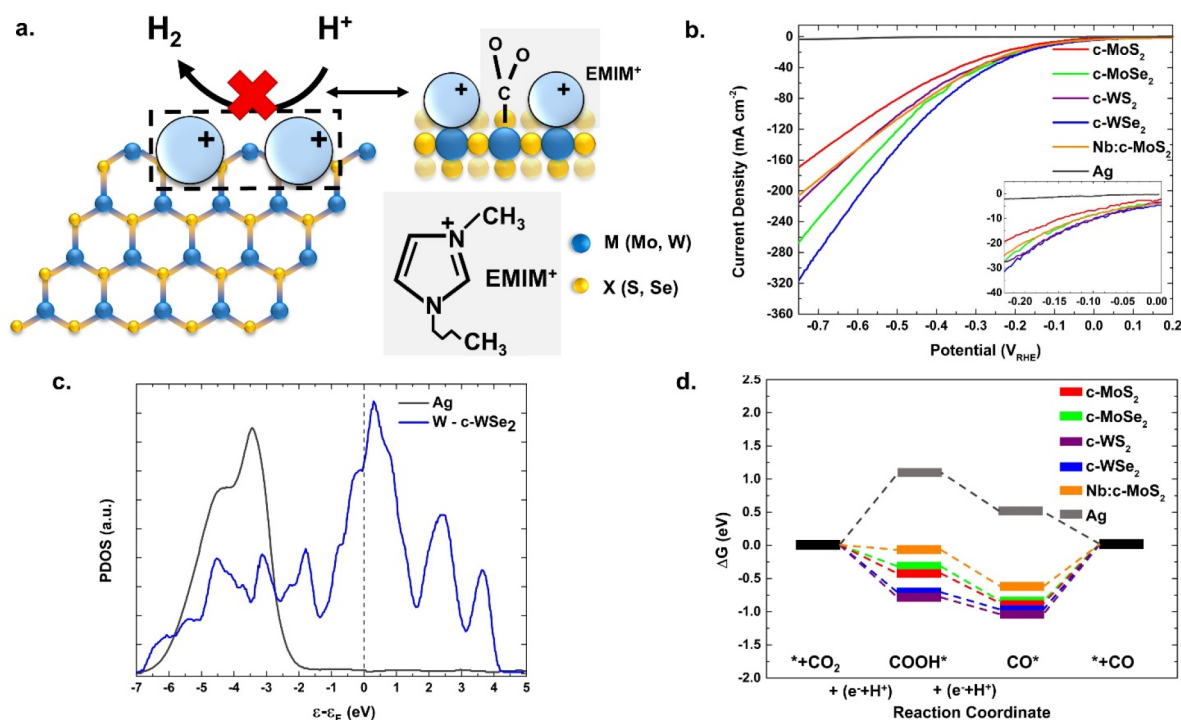 a.
H₂
H⁺
+
+
O
O
C
EMIM⁺
+
+
+
N
CH₃
EMIM⁺
N
CH₃
M (Mo, W)
X (S, Se)
b.
0
-40
-80
-120
-160
-200
-240
-280
-320
-360
Current Density (mA cm⁻²)
c-MoS₂
c-MoSe₂
c-WS₂
c-WSe₂
Nb:c-MoS₂
Ag
0
-10
-20
-30
-40
-0.20 -0.15 -0.10 -0.05 0.00
-0.7 -0.6 -0.5 -0.4 -0.3 -0.2 -0.1 0.0 0.1 0.2
Potential (V_RHE)
c.
Ag
W - c-WSe₂
PDOS (a.u.)
-7 -6 -5 -4 -3 -2 -1 0 1 2 3 4 5
ε-ε_F (eV)
d.
2.5
2.0
1.5
1.0
0.5
0.0
-0.5
-1.0
-1.5
-2.0
ΔG (eV)
c-MoS₂
c-MoSe₂
c-WS₂
c-WSe₂
Nb:c-MoS₂
Ag
*+CO₂ COOH* CO* *+CO
+ (e⁻+H⁺) + (e⁻+H⁺)
Reaction Coordinate